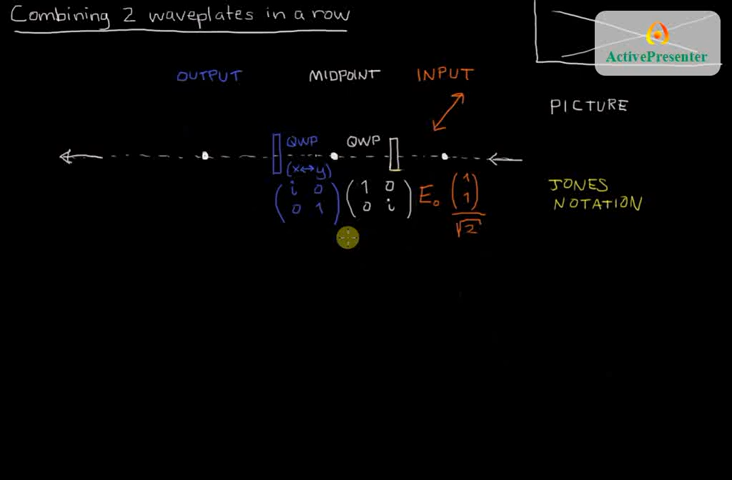 Combining 2 waveplates in a row
ActivePresenter
OUTPUT MIDPOINT INPUT
PICTURE
QWP QWP
(x↔y)
(i 0 (1 0 E₀ (1
0 1) 0 i) 1)
√2
JONES
NOTATION